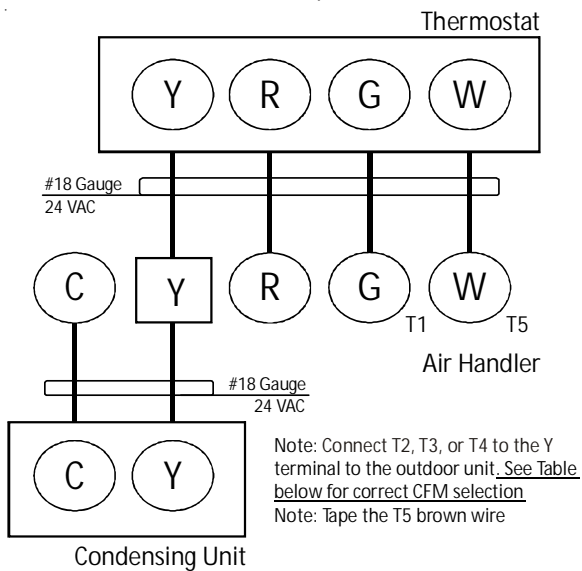 Thermostat
Y R G W
#18 Gauge
24 VAC
C Y R G W
T1 T5
Air Handler
#18 Gauge
24 VAC
C Y
Note: Connect T2, T3, or T4 to the Y
terminal to the outdoor unit. See Table
below for correct CFM selection
Note: Tape the T5 brown wire
Condensing Unit